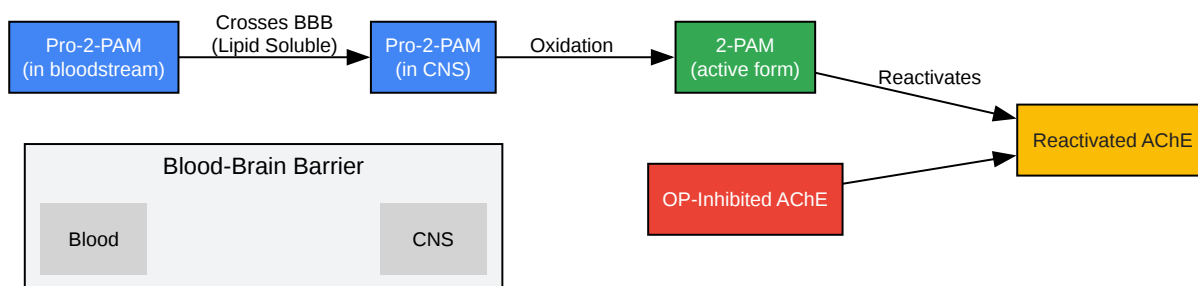 Pro-2-PAM
(in bloodstream)
Crosses BBB
(Lipid Soluble)
Pro-2-PAM
(in CNS)
Oxidation
2-PAM
(active form)
Reactivates
Reactivated AChE
OP-Inhibited AChE
Blood-Brain Barrier
Blood
CNS